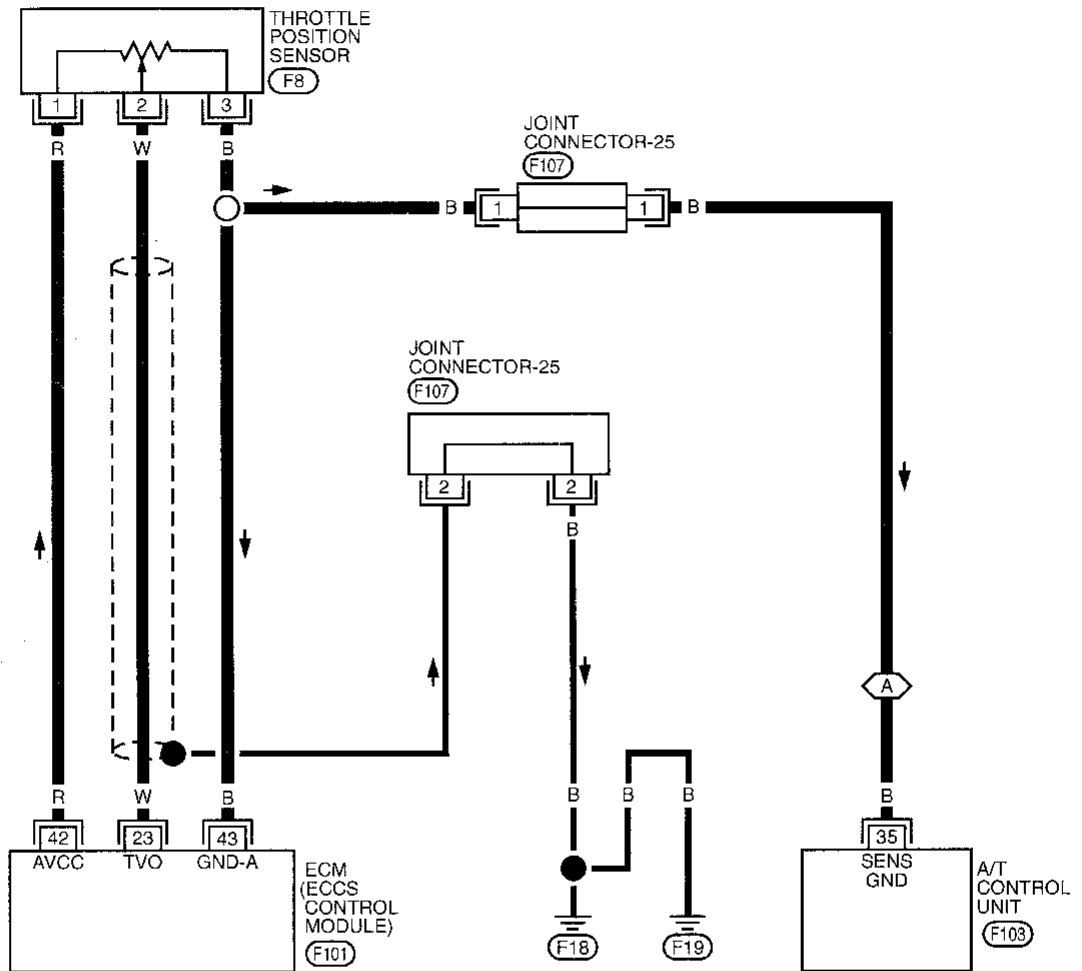 THROTTLE
POSITION
SENSOR
F8
1 2 3
R W B
JOINT
CONNECTOR-25
F107
B 1 1 B
JOINT
CONNECTOR-25
F107
2 2
B
A
R W B
B B B
B
42 23 43
AVCC TVO GND-A
ECM
(ECCS
CONTROL
MODULE)
F101
F18 F19
35
SENS
GND
A/T
CONTROL
UNIT
F103